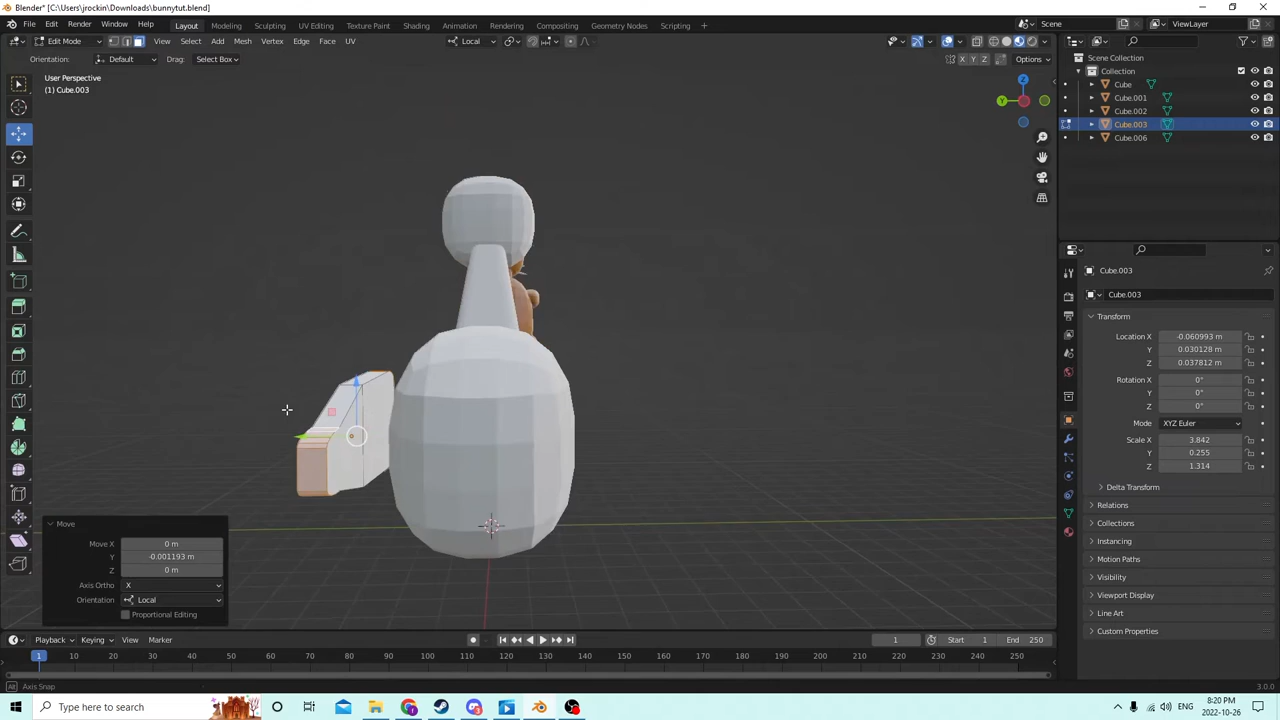 Blender* [C:\Users\jrockin\Downloads\bunnytut.blend]
File Edit Render Window Help Layout Modeling Sculpting UV Editing Texture Paint Shading Animation Rendering Compositing Geometry Nodes Scripting Scene ViewLayer
Edit Mode View Select Add Mesh Vertex Edge Face UV Local
Orientation: Default Drag: Select Box X Y Z Options
User Perspective
(1) Cube.003
Scene Collection
Collection
Cube
Cube.001
Cube.002
Cube.003
Cube.006
Z
Y
Cube.003
Cube.003
Transform
Location X -0.060993 m
Y 0.030128 m
Z 0.037812 m
Rotation X 0°
Y 0°
Z 0°
Mode XYZ Euler
Scale X 3.842
Y 0.255
Z 1.314
Delta Transform
Relations
Collections
Instancing
Motion Paths
Visibility
Viewport Display
Line Art
Custom Properties
Move
Move X 0 m
Y -0.001193 m
Z 0 m
Axis Ortho X
Orientation Local
Proportional Editing
Playback Keying View Marker 1 Start 1 End 250
1 10 20 30 40 50 60 70 80 90 100 110 120 130 140 150 160 170 180 190 200 210 220 230 240 250
Axis Snap 3.0.0
Type here to search ENG 8:20 PM
2022-10-26